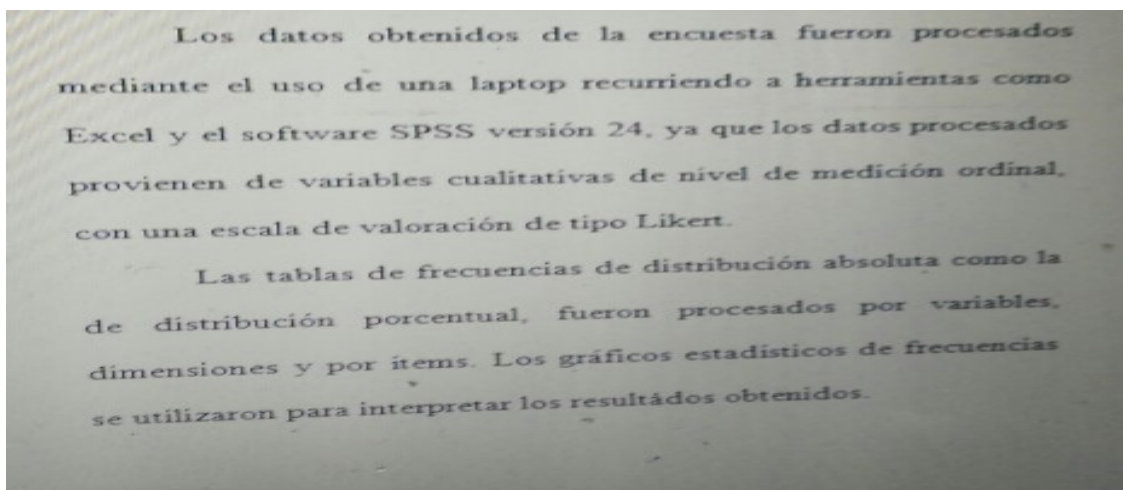 Los datos obtenidos de la encuesta fueron procesados
mediante el uso de una laptop recurriendo a herramientas como
Excel y el software SPSS versión 24, ya que los datos procesados
provienen de variables cualitativas de nivel de medición ordinal,
con una escala de valoración de tipo Likert.
Las tablas de frecuencias de distribución absoluta como la
de distribución porcentual, fueron procesados por variables,
dimensiones y por ítems. Los gráficos estadísticos de frecuencias
se utilizaron para interpretar los resultados obtenidos.